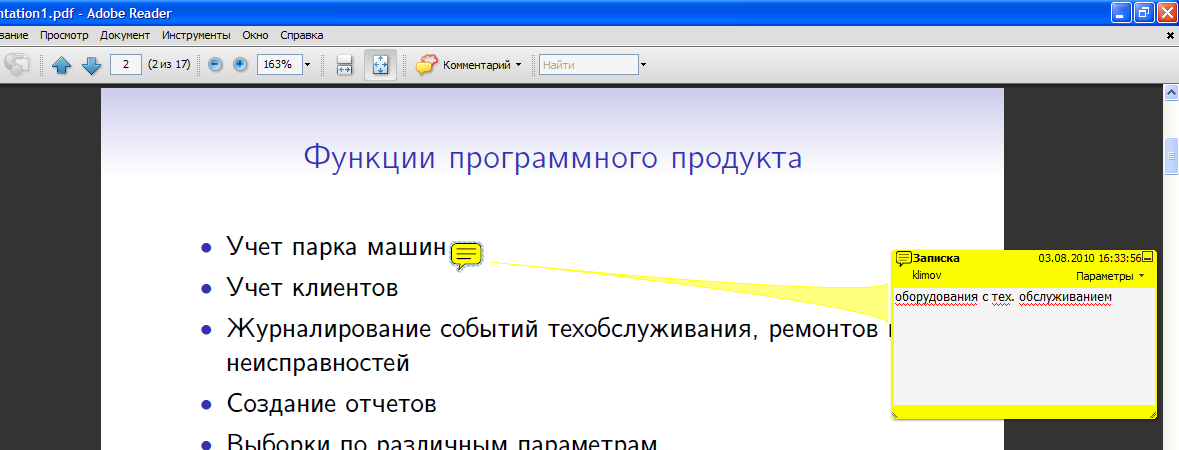 ntation1.pdf - Adobe Reader
вание Просмотр Документ Инструменты Окно Справка
2 (2 из 17) 163% Комментарий Найти
Функции программного продукта
Учет парка машин
Записка 03.08.2010 16:33:56
klimov Параметры
оборудования с тех. обслуживанием
Учет клиентов
Журналирование событий техобслуживания, ремонтов
неисправностей
Создание отчетов
Выборки по различным параметрам